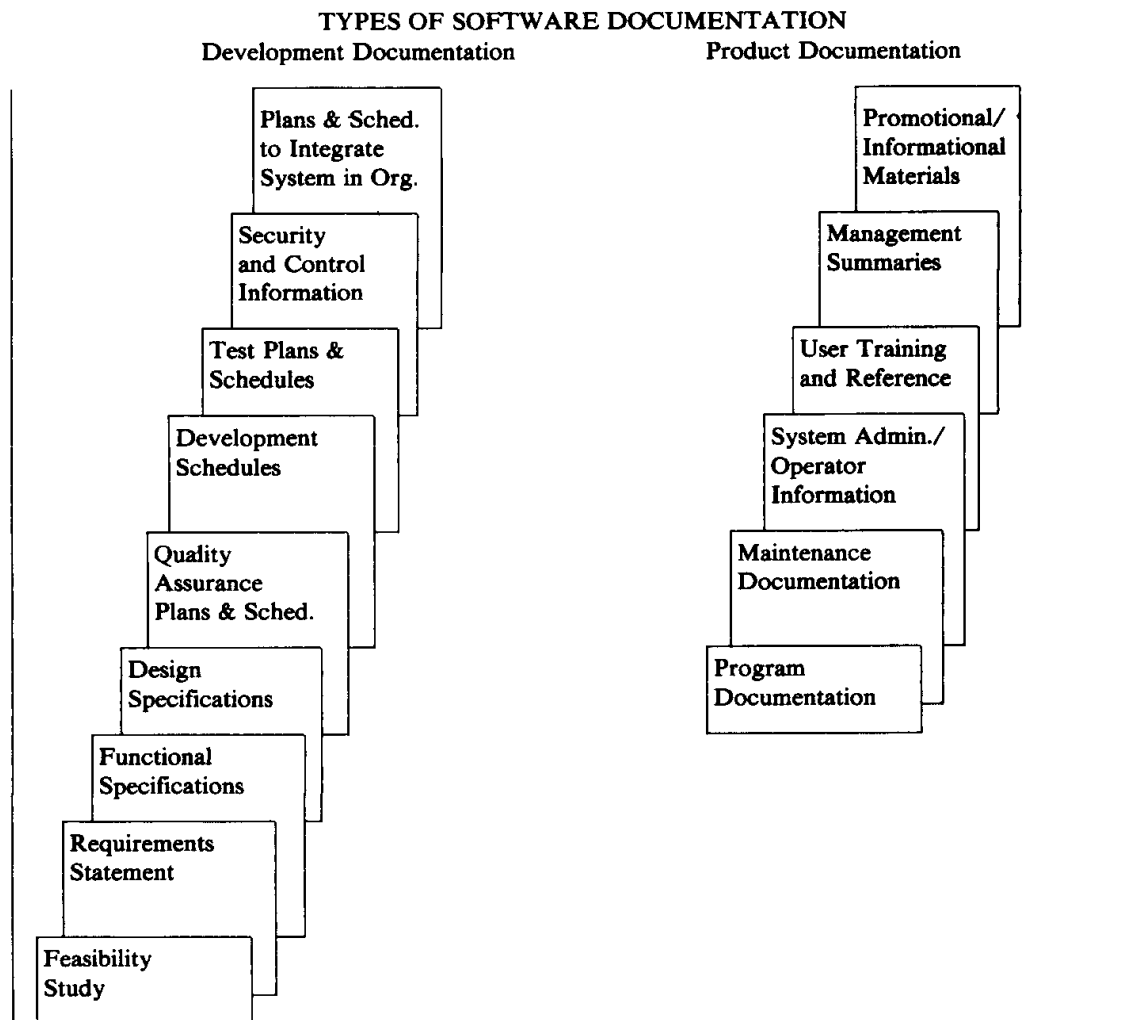 TYPES OF SOFTWARE DOCUMENTATION
Development Documentation
Plans & Sched.
to Integrate
System in Org.
Security
and Control
Information
Test Plans &
Schedules
Development
Schedules
Quality
Assurance
Plans & Sched.
Design
Specifications
Functional
Specifications
Requirements
Statement
Feasibility
Study
Product Documentation
Promotional/
Informational
Materials
Management
Summaries
User Training
and Reference
System Admin./
Operator
Information
Maintenance
Documentation
Program
Documentation